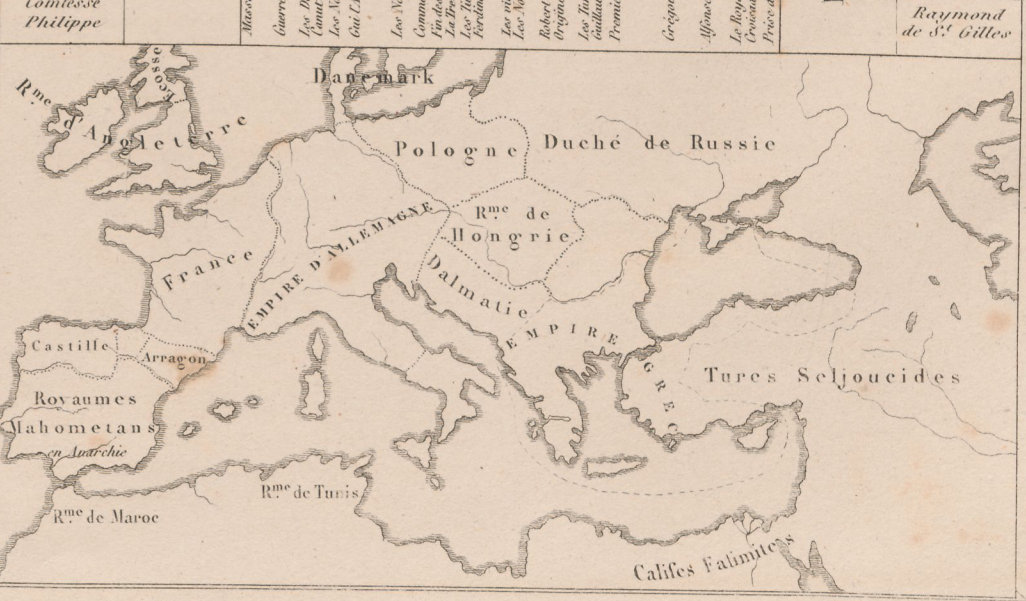 Comtesse
Philippe
Guerre
Raymond
de St. Gilles
Ecosse
Danemark
Rme d'Angleterre
Pologne
Duché de Russie
Rme de
Hongrie
France
EMPIRE D'ALLEMAGNE
Dalmatie
EMPIRE GREC
Castille
Arragon
Turcs Seljoucides
Royaumes
Mahometans
en Anarchie
Rme de Tunis
Rme de Maroc
Califes Fatimites